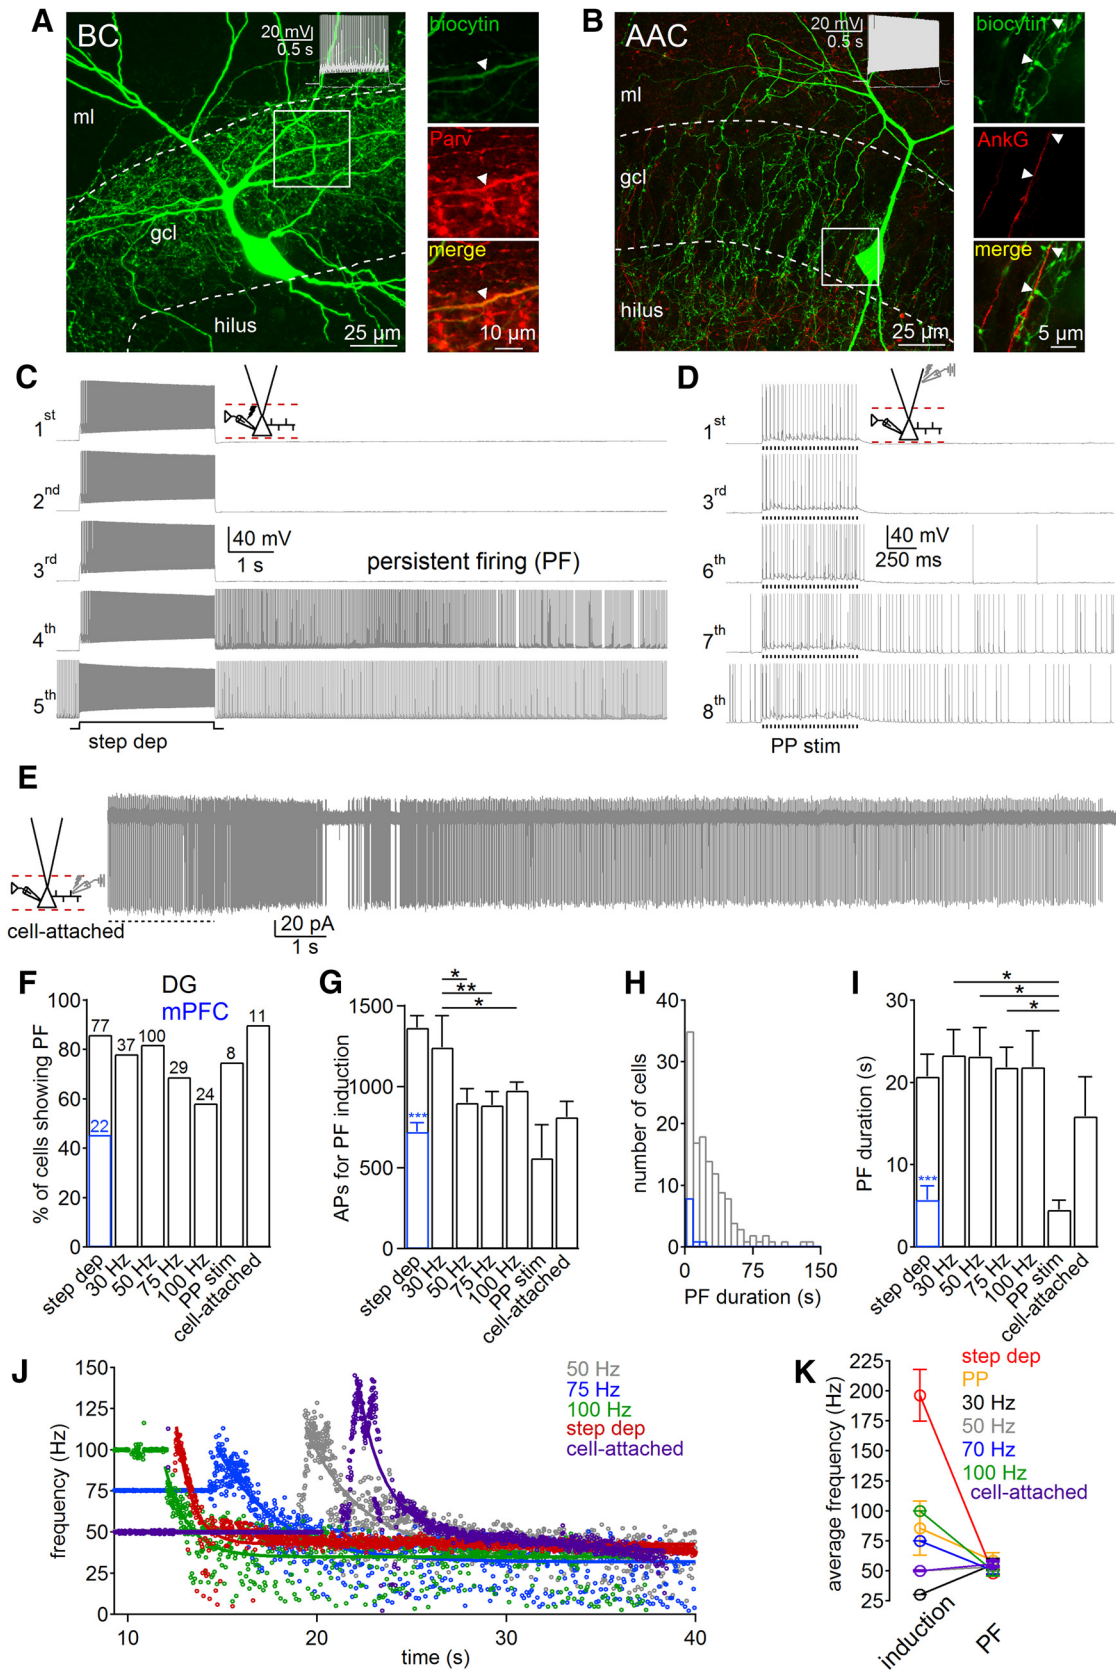 A
BC
20 mV
0.5 s
ml
gcl
hilus
25 µm
biocytin
Parv
merge
10 µm
B
AAC
20 mV
0.5 s
ml
gcl
hilus
25 µm
biocytin
AnkG
merge
5 µm
C
1st
2nd
3rd
4th
5th
40 mV
1 s
persistent firing (PF)
step dep
D
1st
3rd
6th
7th
8th
40 mV
250 ms
PP stim
E
cell-attached
20 pA
1 s
F
DG
mPFC
% of cells showing PF
100
80
60
40
20
0
77
22
37
100
29
24
8
11
step dep
30 Hz
50 Hz
75 Hz
100 Hz
PP stim
cell-attached
G
APs for PF induction
1500
1000
500
0
*
**
*
***
step dep
30 Hz
50 Hz
75 Hz
100 Hz
PP stim
cell-attached
H
number of cells
40
30
20
10
0
0
75
150
PF duration (s)
I
PF duration (s)
30
20
10
0
*
*
*
***
step dep
30 Hz
50 Hz
75 Hz
100 Hz
PP stim
cell-attached
J
frequency (Hz)
150
125
100
75
50
25
0
10
20
30
40
time (s)
50 Hz
75 Hz
100 Hz
step dep
cell-attached
K
average frequency (Hz)
225
200
175
150
125
100
75
50
25
step dep
PP
30 Hz
50 Hz
70 Hz
100 Hz
cell-attached
induction
PF